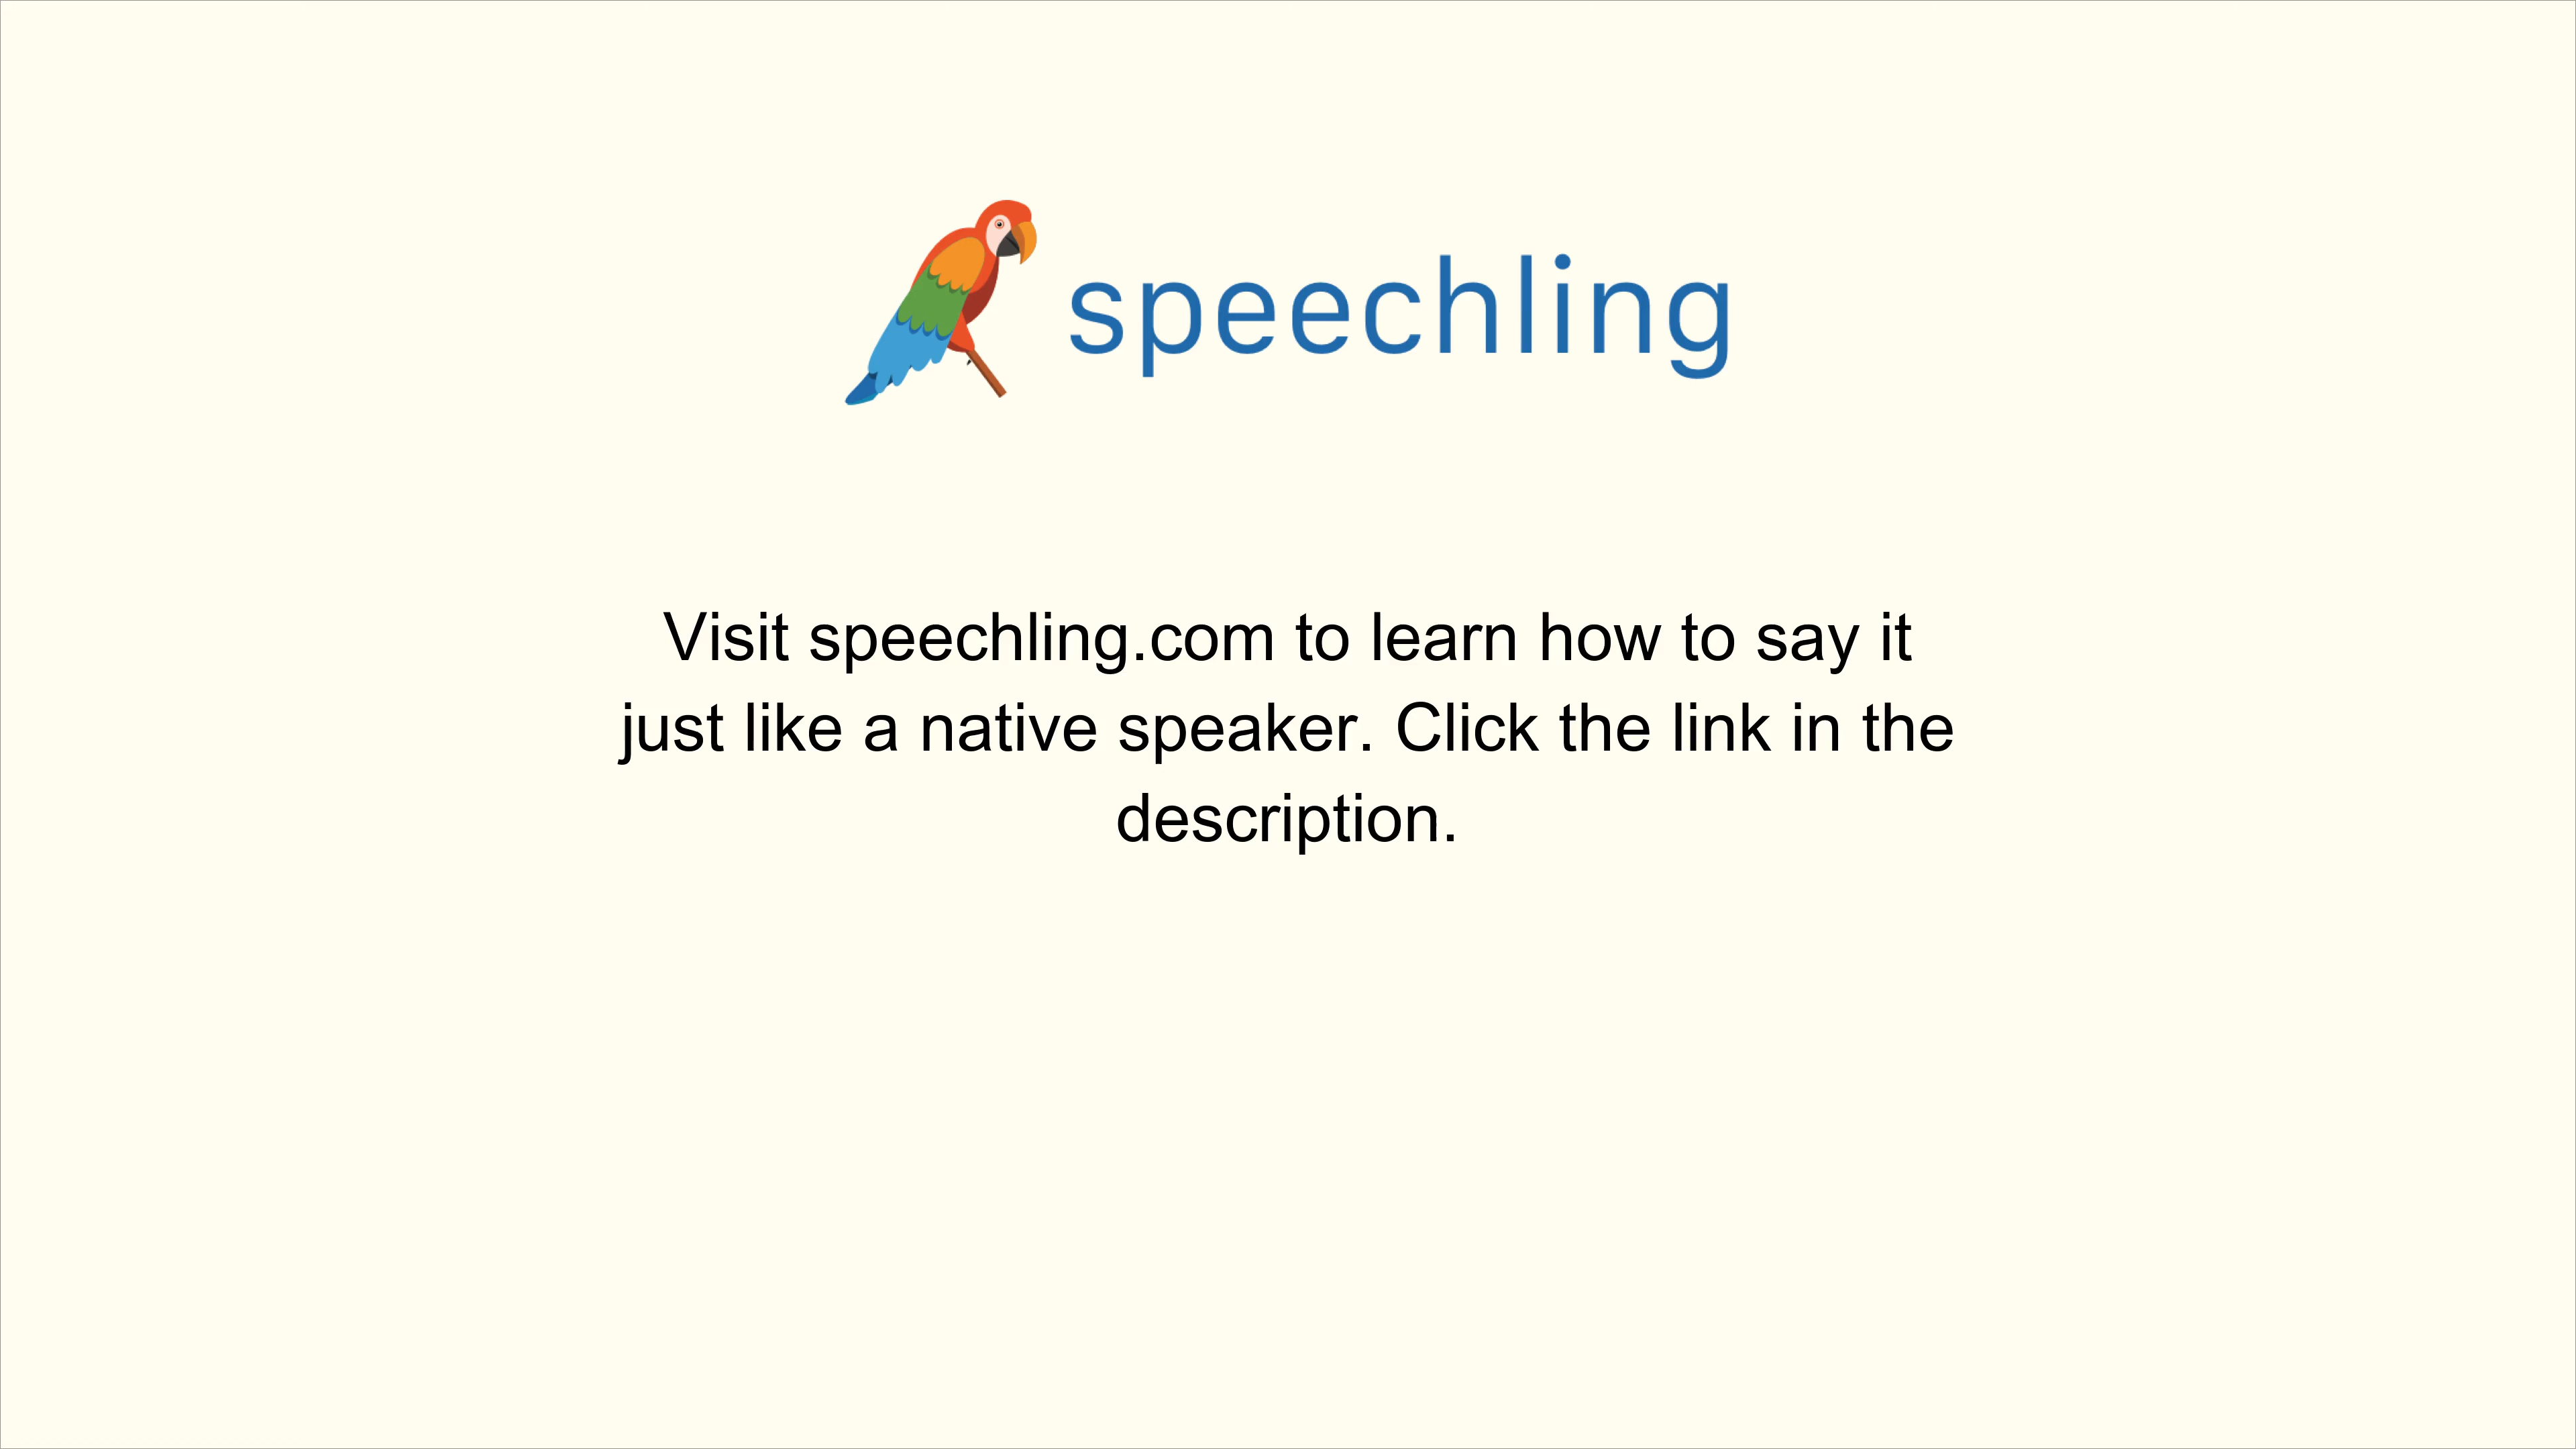 speechling
Visit speechling.com to learn how to say it
just like a native speaker. Click the link in the
description.